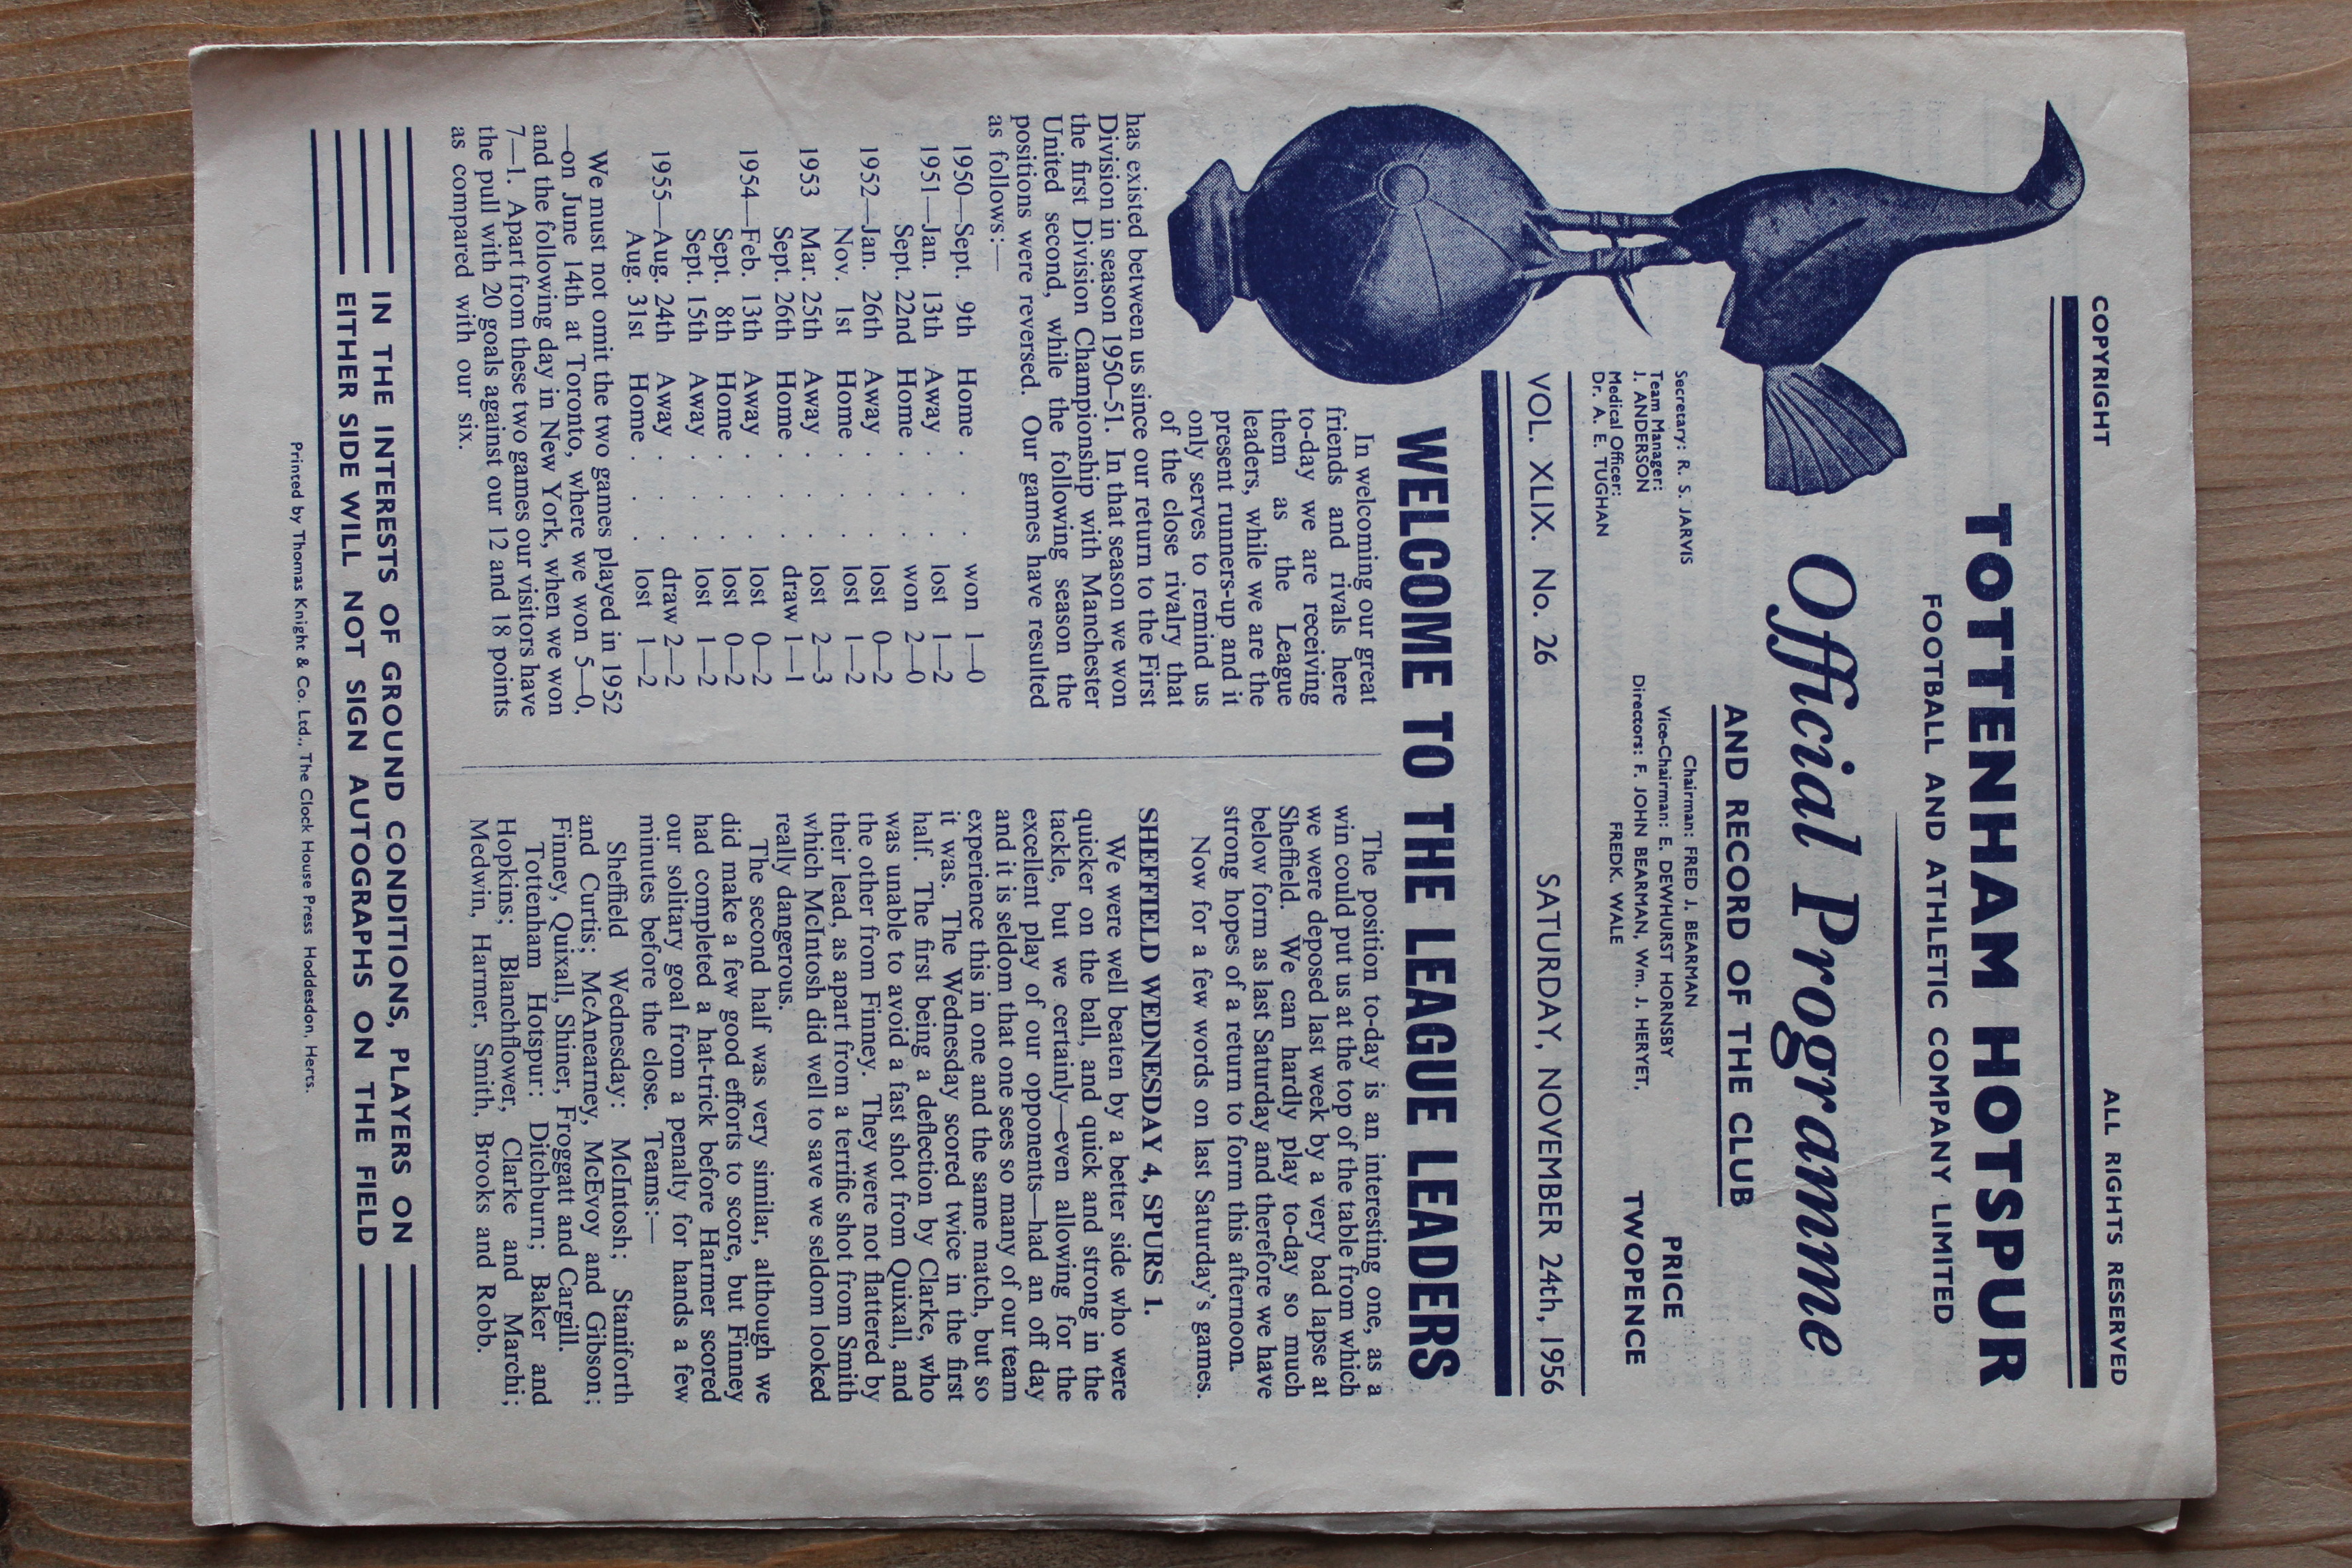 COPYRIGHT ALL RIGHTS RESERVED
TOTTENHAM HOTSPUR
FOOTBALL AND ATHLETIC COMPANY LIMITED
Official Programme
AND RECORD OF THE CLUB
Secretary: R. S. JARVIS
Team Manager:
J. ANDERSON
Medical Officer:
Dr. A. E. TUGHAN
Chairman: FRED J. BEARMAN
Vice-Chairman: E. DEWHURST HORNSBY
Directors: F. JOHN BEARMAN, Wm. J. HERYET,
FREDK. WALE
PRICE
TWOPENCE
VOL. XLIX. No. 26 SATURDAY, NOVEMBER 24th, 1956
WELCOME TO THE LEAGUE LEADERS
In welcoming our great
friends and rivals here
to-day we are receiving
them as the League
leaders, while we are the
present runners-up and it
only serves to remind us
of the close rivalry that
has existed between us since our return to the First
Division in season 1950-51. In that season we won
the first Division Championship with Manchester
United second, while the following season the
positions were reversed. Our games have resulted
as follows:—
1950—Sept. 9th Home . . . won 1—0
1951—Jan. 13th Away . . . lost 1—2
Sept. 22nd Home . . . won 2—0
1952—Jan. 26th Away . . . lost 0—2
Nov. 1st Home . . . lost 1—2
1953 Mar. 25th Away . . . lost 2—3
Sept. 26th Home . . . draw 1—1
1954—Feb. 13th Away . . . lost 0—2
Sept. 8th Home . . . lost 0—2
Sept. 15th Away . . . lost 1—2
1955—Aug. 24th Away . . . draw 2—2
Aug. 31st Home . . . lost 1—2
We must not omit the two games played in 1952
—on June 14th at Toronto, where we won 5—0,
and the following day in New York, when we won
7—1. Apart from these two games our visitors have
the pull with 20 goals against our 12 and 18 points
as compared with our six.
The position to-day is an interesting one, as a
win could put us at the top of the table from which
we were deposed last week by a very bad lapse at
Sheffield. We can hardly play to-day so much
below form as last Saturday and therefore we have
strong hopes of a return to form this afternoon.
Now for a few words on last Saturday's games.
SHEFFIELD WEDNESDAY 4, SPURS 1.
We were well beaten by a better side who were
quicker on the ball, and quick and strong in the
tackle, but we certainly—even allowing for the
excellent play of our opponents—had an off day
and it is seldom that one sees so many of our team
experience this in one and the same match, but so
it was. The Wednesday scored twice in the first
half. The first being a deflection by Clarke, who
was unable to avoid a fast shot from Quixall, and
the other from Finney. They were not flattered by
their lead, as apart from a terrific shot from Smith
which McIntosh did well to save we seldom looked
really dangerous.
The second half was very similar, although we
did make a few good efforts to score, but Finney
had completed a hat-trick before Harmer scored
our solitary goal from a penalty for hands a few
minutes before the close. Teams:—
Sheffield Wednesday: McIntosh; Staniforth
and Curtis; McAnearney, McEvoy and Gibson;
Finney, Quixall, Shiner, Froggatt and Cargill.
Tottenham Hotspur: Ditchburn; Baker and
Hopkins; Blanchflower, Clarke and Marchi;
Medwin, Harmer, Smith, Brooks and Robb.
IN THE INTERESTS OF GROUND CONDITIONS, PLAYERS ON
EITHER SIDE WILL NOT SIGN AUTOGRAPHS ON THE FIELD
Printed by Thomas Knight & Co. Ltd., The Clock House Press Hoddesdon, Herts.